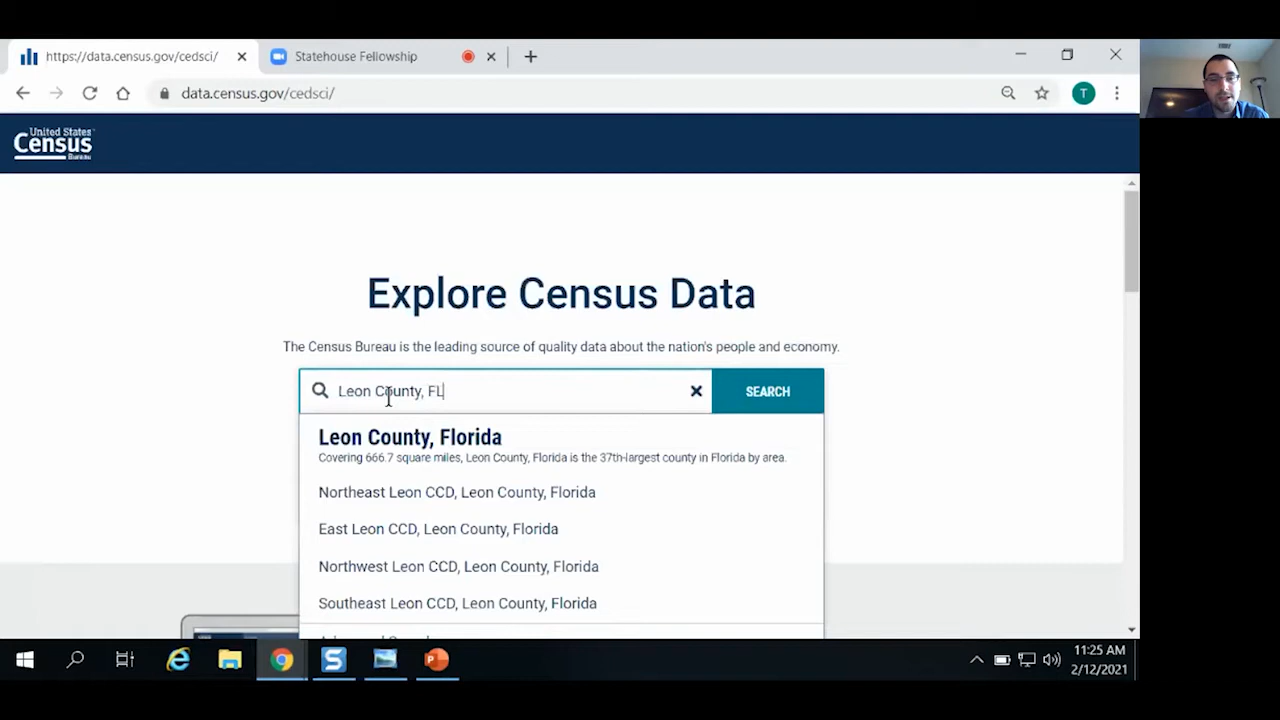 https://data.census.gov/cedsci/
Statehouse Fellowship
data.census.gov/cedsci/
T
United States
Census
Bureau
Explore Census Data
The Census Bureau is the leading source of quality data about the nation's people and economy.
Leon County, FL
SEARCH
Leon County, Florida
Covering 666.7 square miles, Leon County, Florida is the 37th-largest county in Florida by area.
Northeast Leon CCD, Leon County, Florida
East Leon CCD, Leon County, Florida
Northwest Leon CCD, Leon County, Florida
Southeast Leon CCD, Leon County, Florida
11:25 AM
2/12/2021